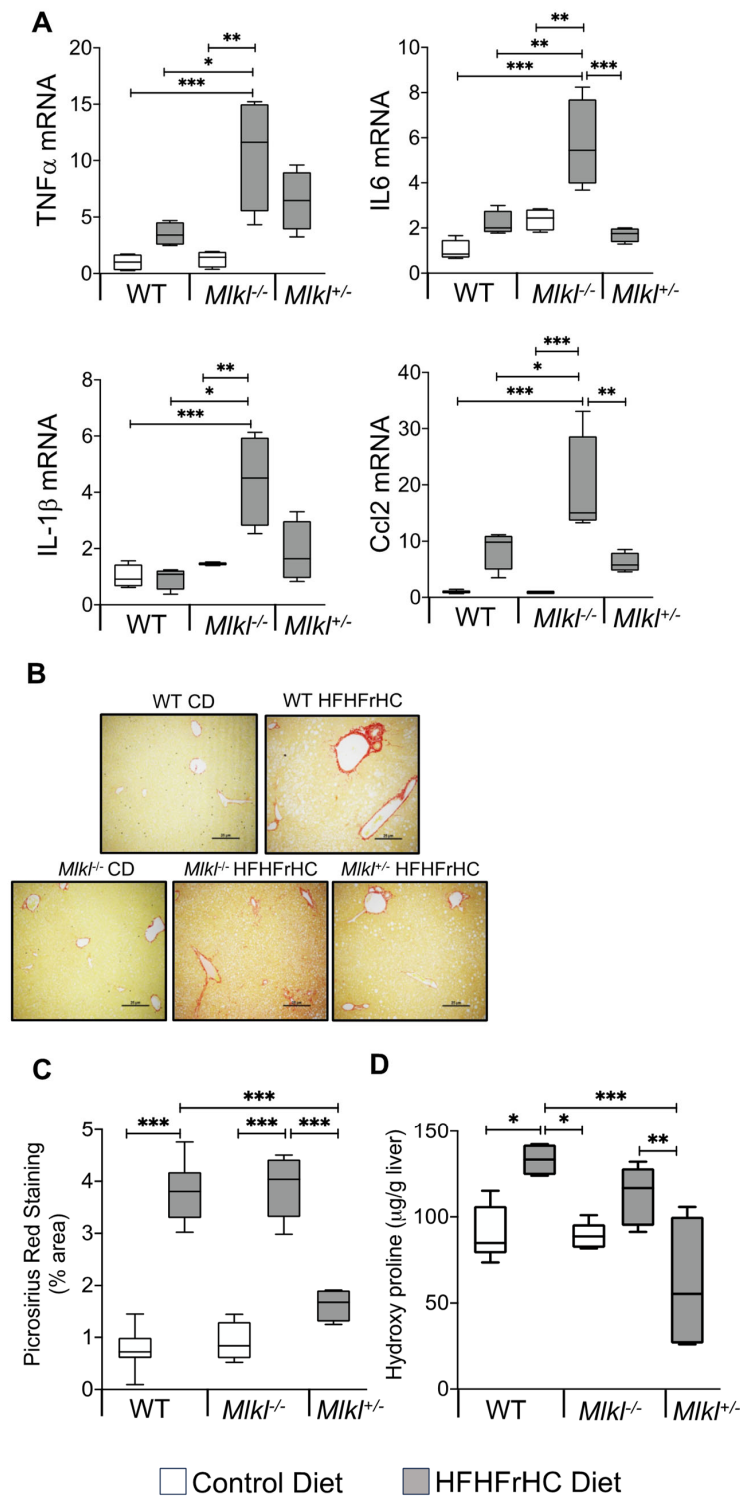 A
TNFα mRNA
20
15
10
5
0
***
*
**
WT
Mlkl-/-
Mlkl+/-
IL6 mRNA
10
8
6
4
2
0
***
**
**
***
WT
Mlkl-/-
Mlkl+/-
IL-1β mRNA
8
6
4
2
0
***
*
**
WT
Mlkl-/-
Mlkl+/-
Ccl2 mRNA
40
30
20
10
0
***
*
***
**
WT
Mlkl-/-
Mlkl+/-
B
WT CD
WT HFHFrHC
Mlkl-/- CD
Mlkl-/- HFHFrHC
Mlkl+/- HFHFrHC
C
Picrosirius Red Staining
(% area)
5
4
3
2
1
0
***
***
***
***
WT
Mlkl-/-
Mlkl+/-
D
Hydroxy proline (μg/g liver)
150
100
50
0
***
*
*
**
WT
Mlkl-/-
Mlkl+/-
Control Diet
HFHFrHC Diet